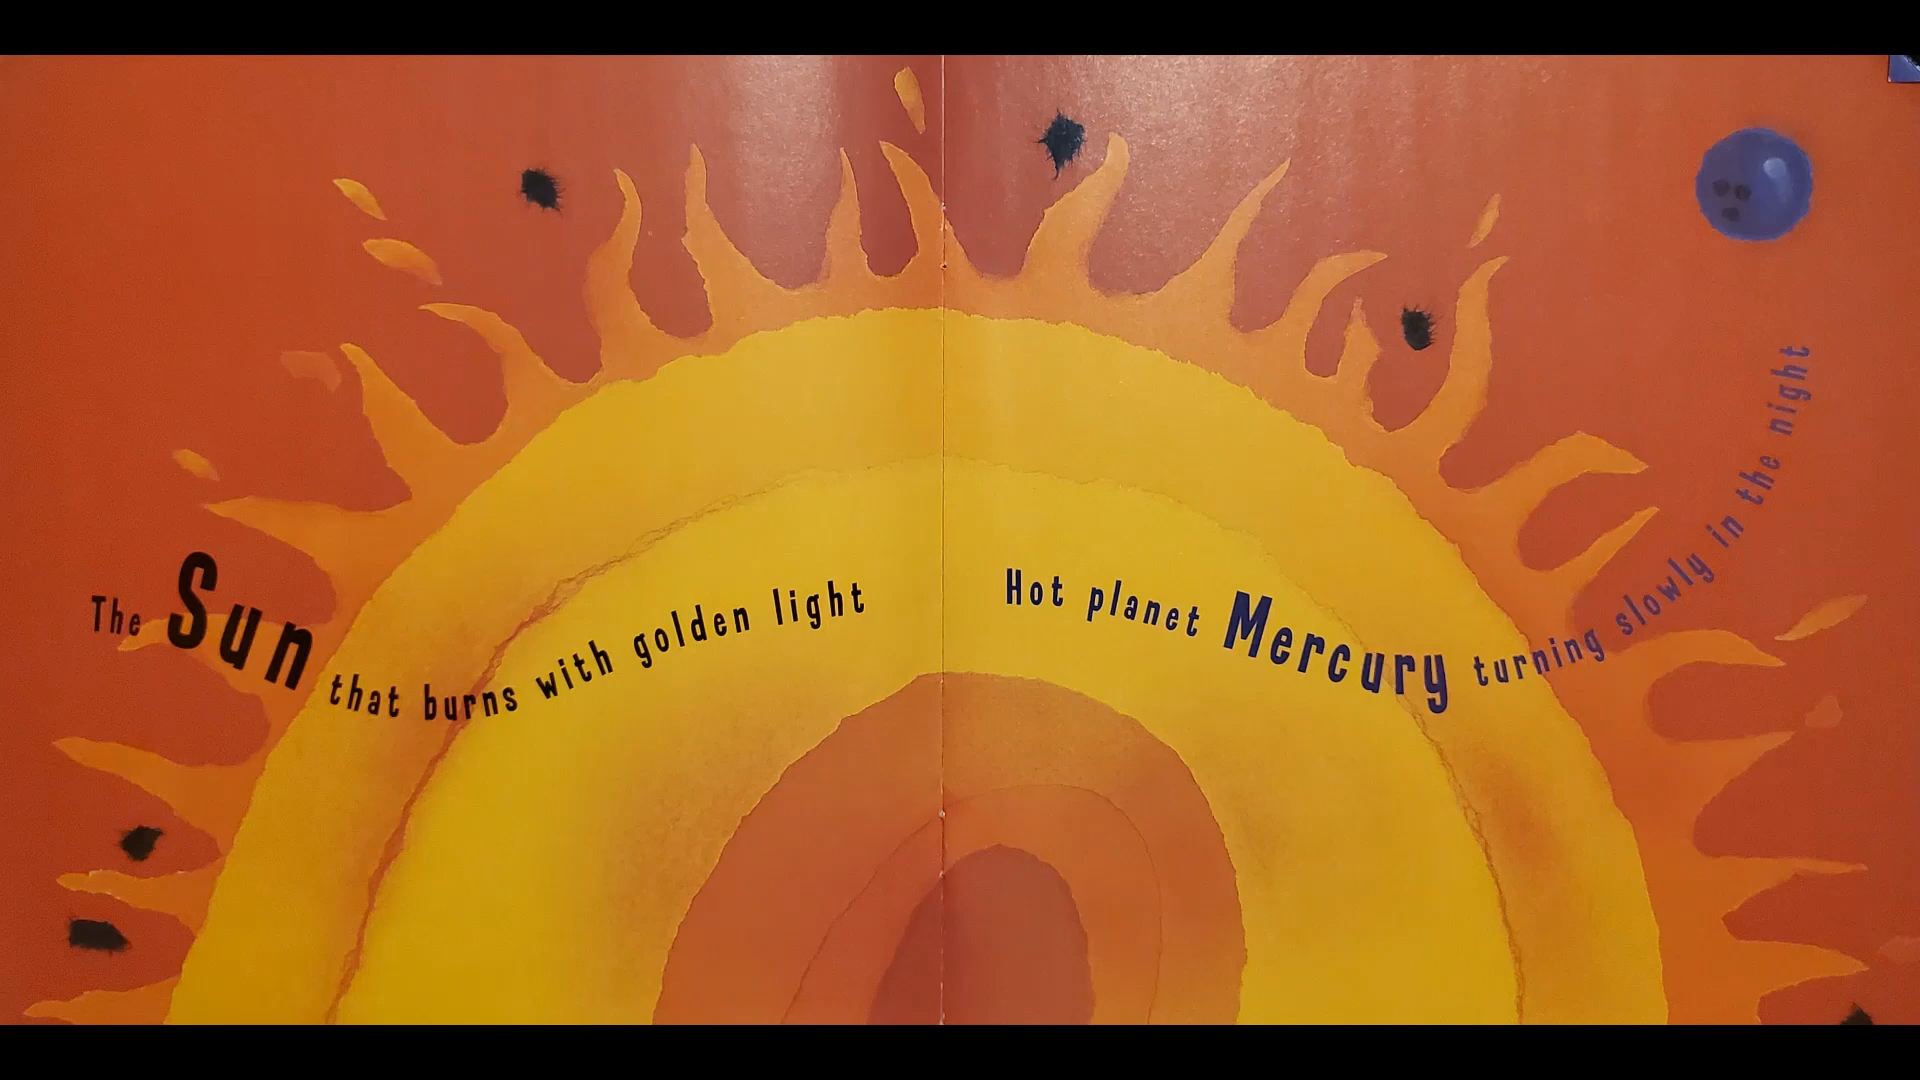 The Sun that burns with golden light
Hot planet Mercury turning slowly in the night